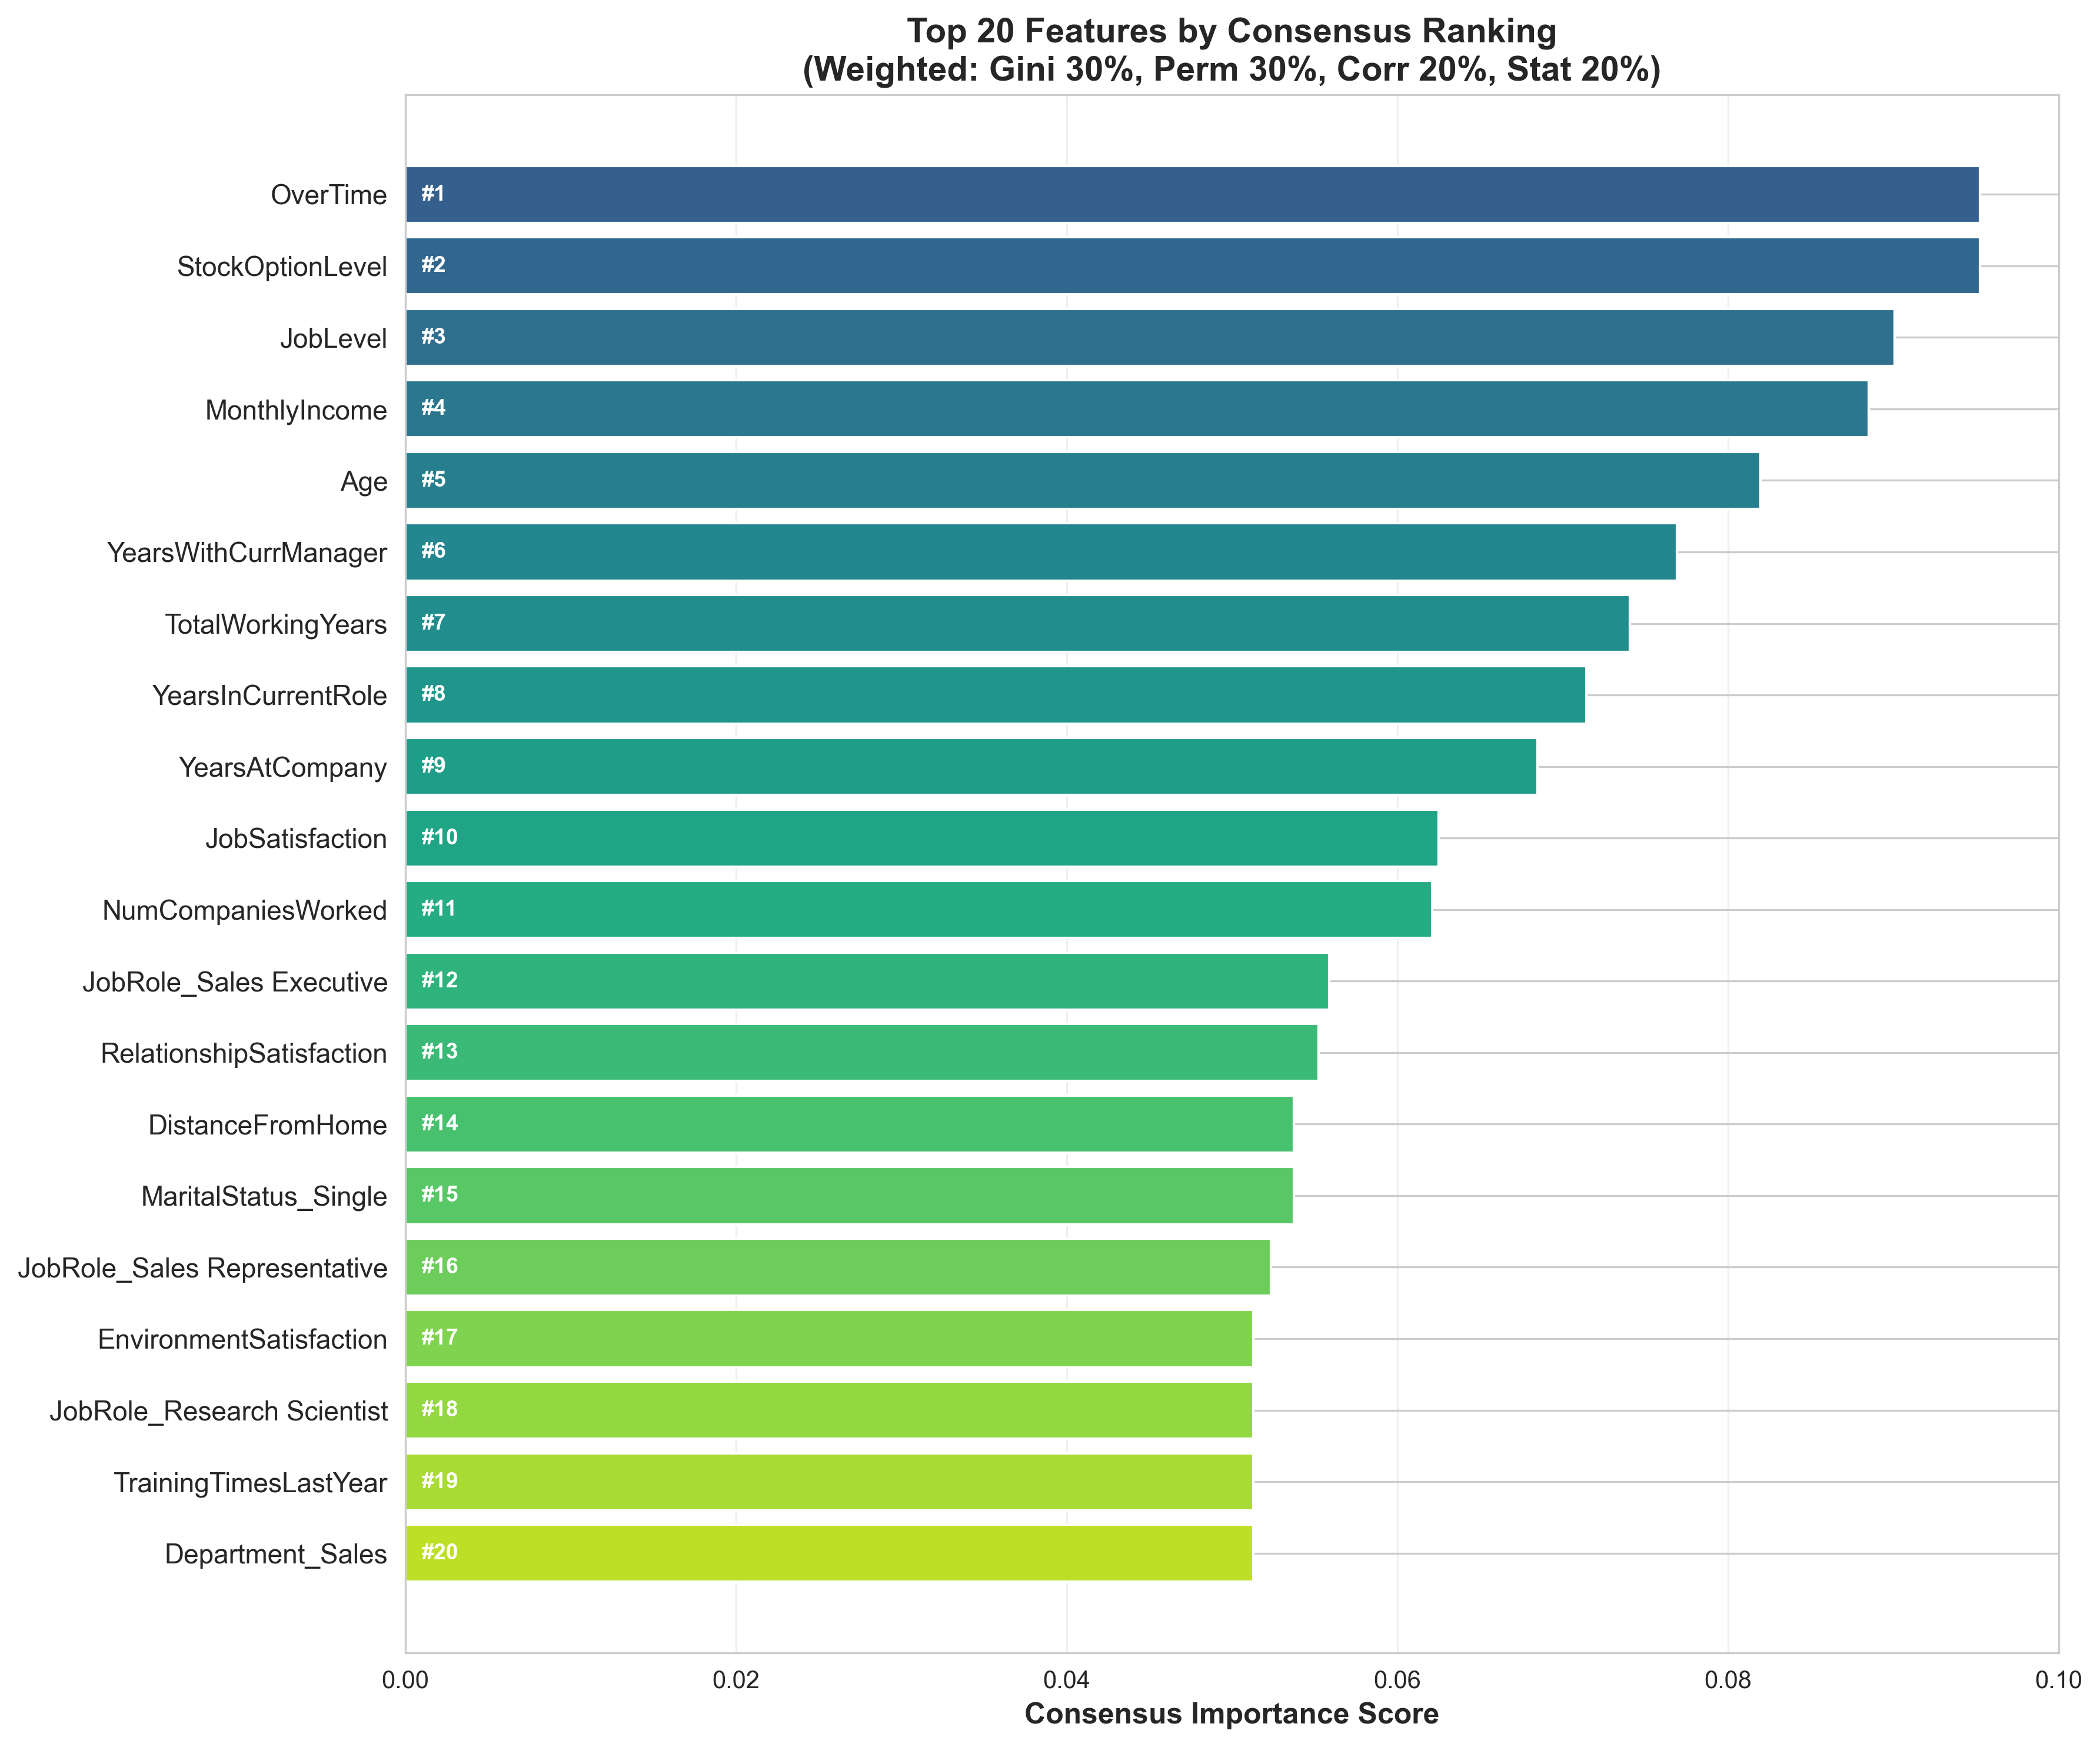 Top 20 Features by Consensus Ranking
(Weighted: Gini 30%, Perm 30%, Corr 20%, Stat 20%)
OverTime #1
StockOptionLevel #2
JobLevel #3
MonthlyIncome #4
Age #5
YearsWithCurrManager #6
TotalWorkingYears #7
YearsInCurrentRole #8
YearsAtCompany #9
JobSatisfaction #10
NumCompaniesWorked #11
JobRole_Sales Executive #12
RelationshipSatisfaction #13
DistanceFromHome #14
MaritalStatus_Single #15
JobRole_Sales Representative #16
EnvironmentSatisfaction #17
JobRole_Research Scientist #18
TrainingTimesLastYear #19
Department_Sales #20
0.00 0.02 0.04 0.06 0.08 0.10
Consensus Importance Score